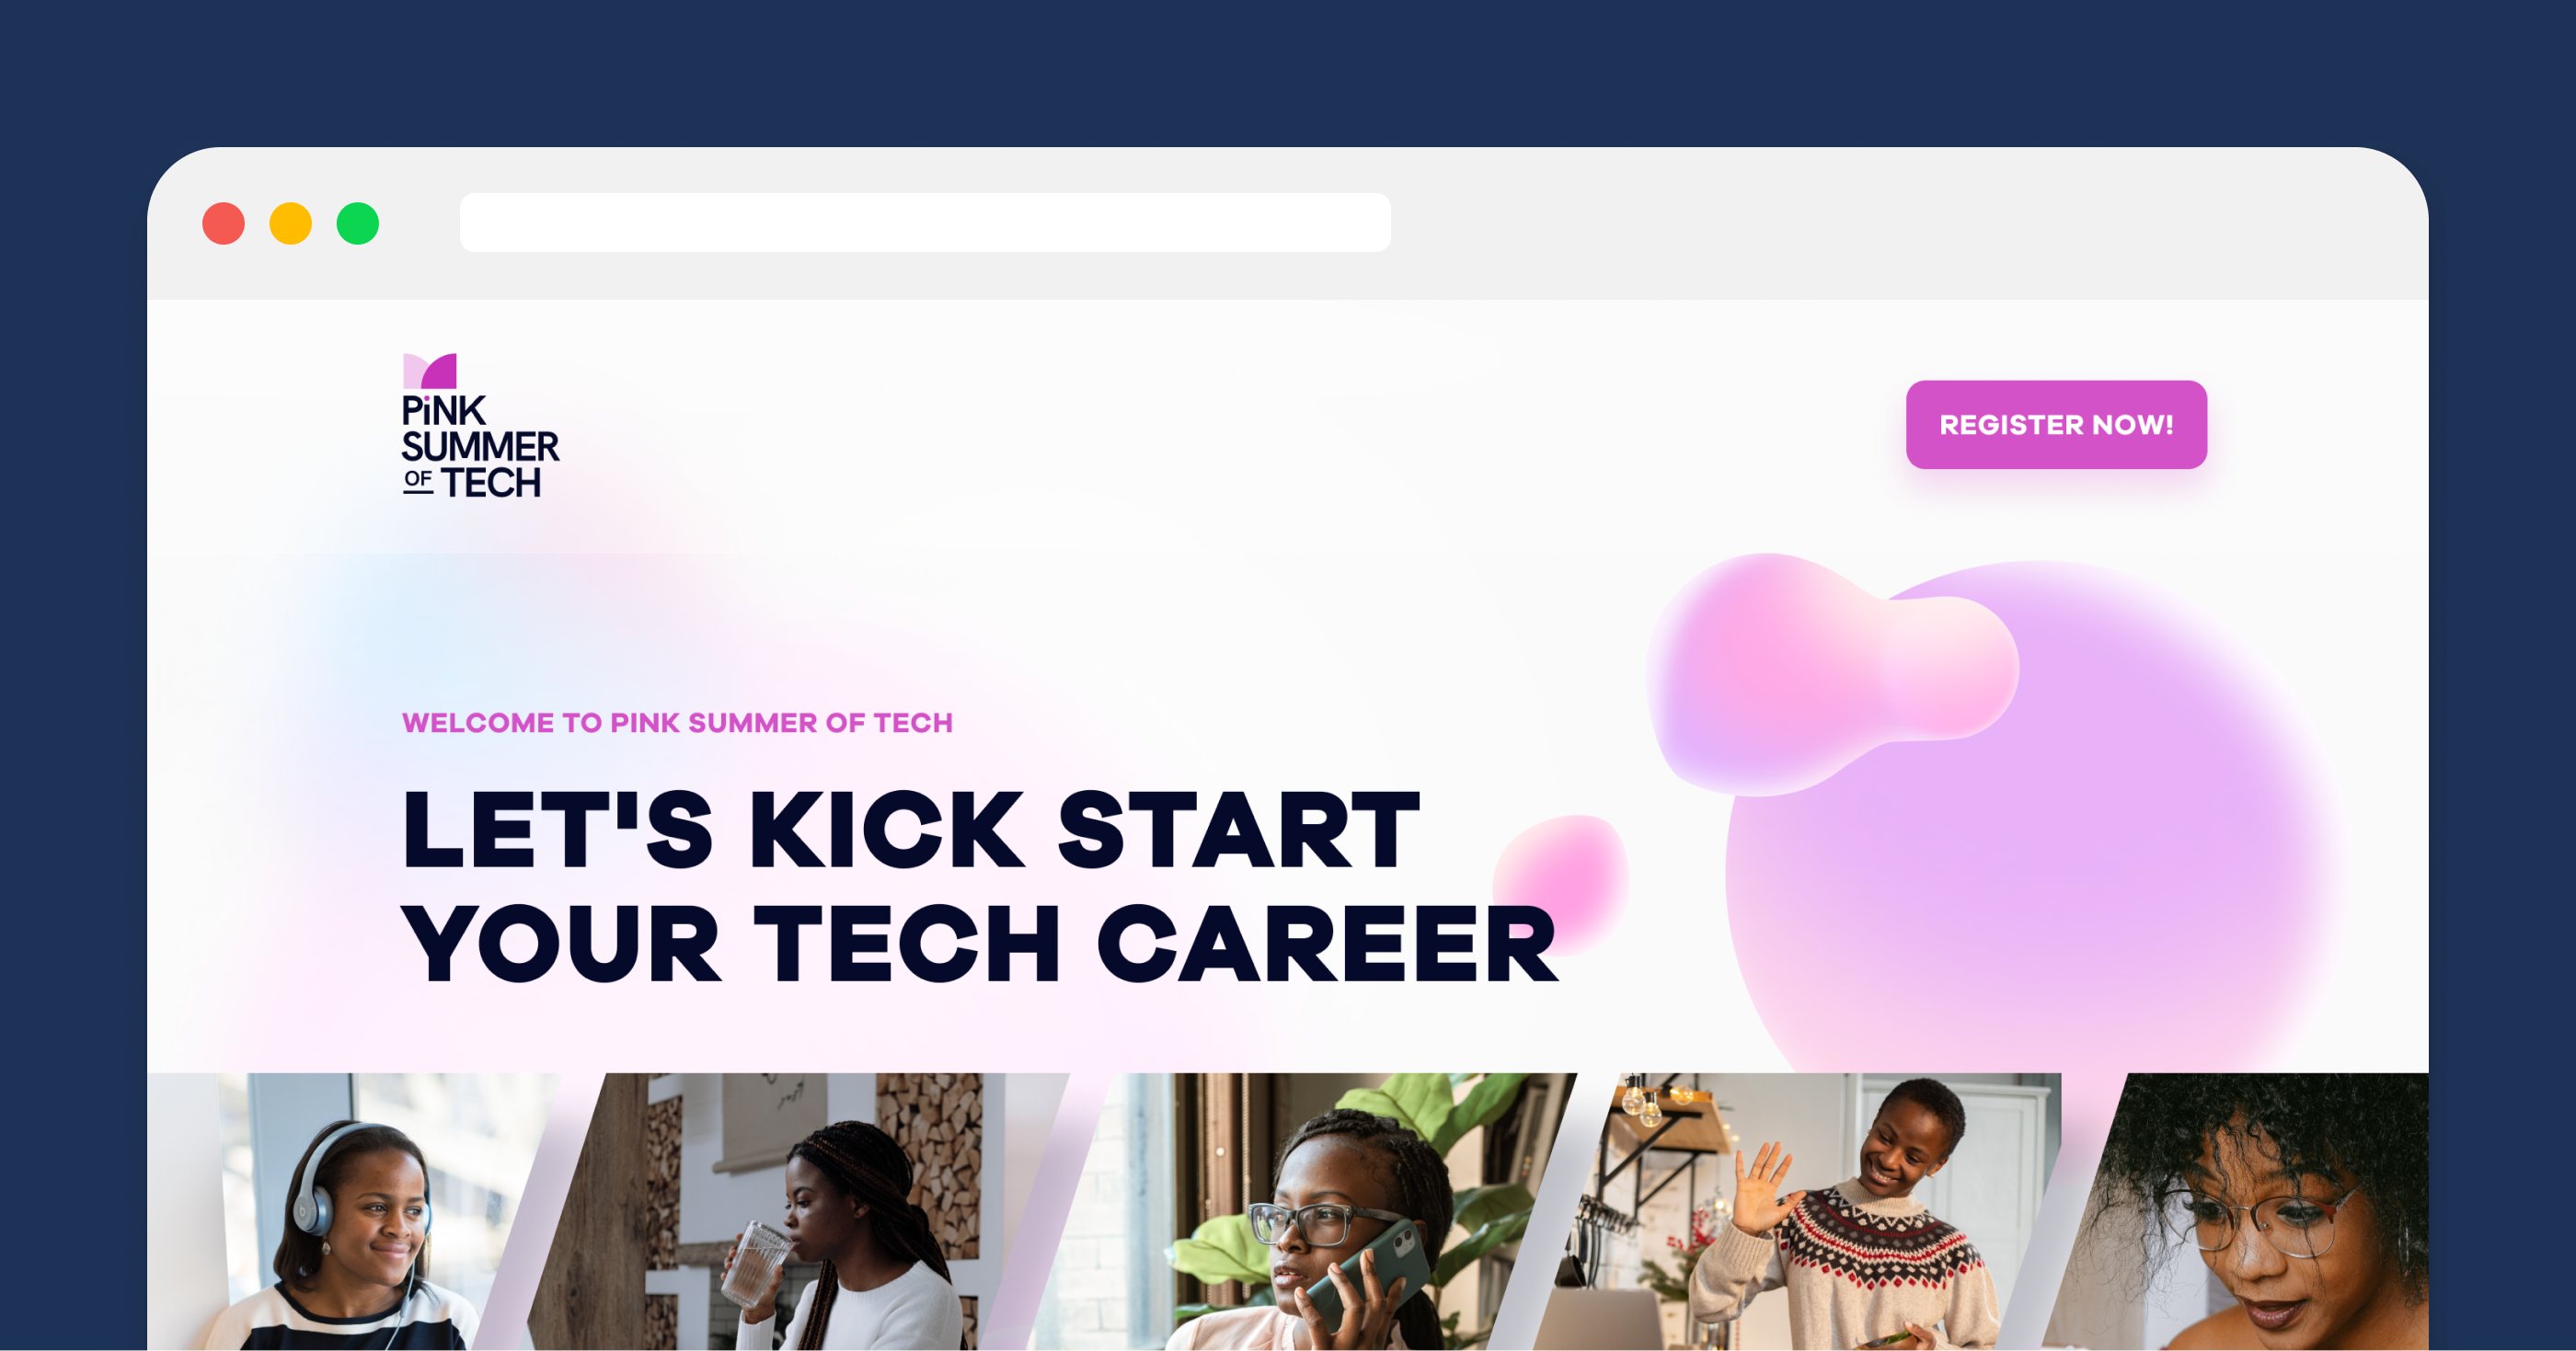 PiNK
SUMMER
OF TECH
REGISTER NOW!
WELCOME TO PINK SUMMER OF TECH
LET'S KICK START
YOUR TECH CAREER